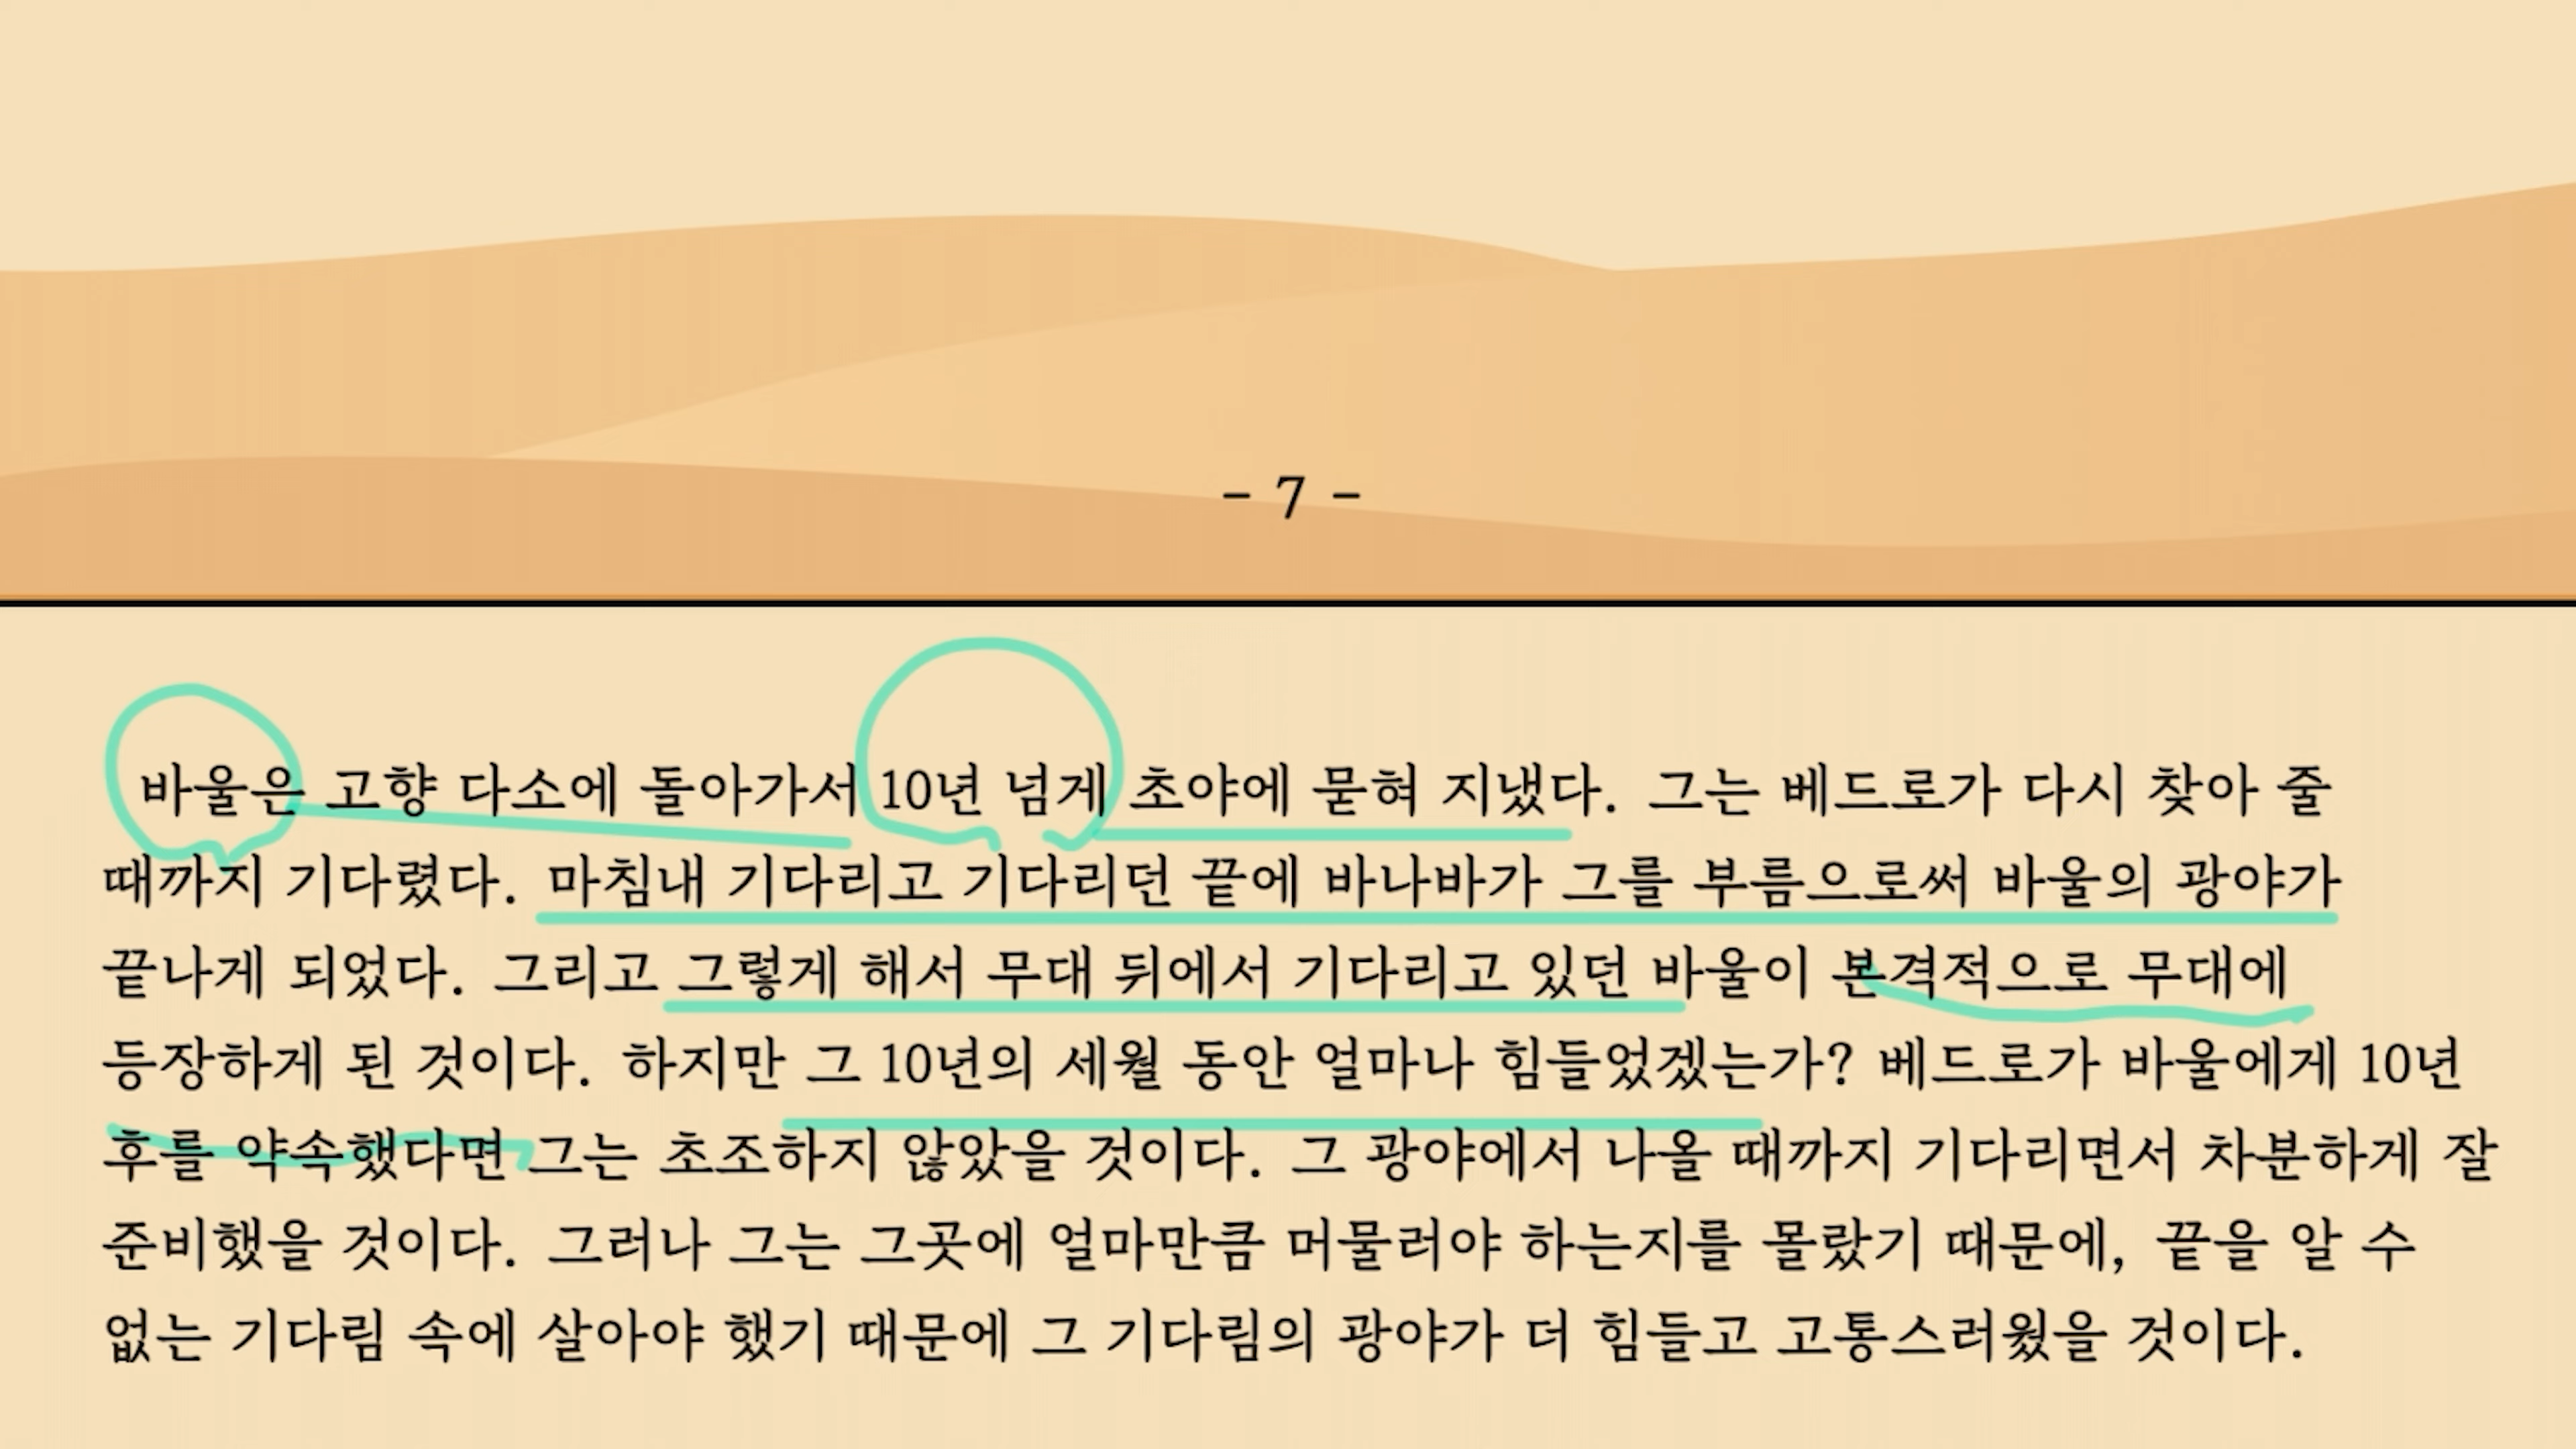 - 7 -
바울은 고향 다소에 돌아가서 10년 넘게 초야에 묻혀 지냈다. 그는 베드로가 다시 찾아 줄
때까지 기다렸다. 마침내 기다리고 기다리던 끝에 바나바가 그를 부름으로써 바울의 광야가
끝나게 되었다. 그리고 그렇게 해서 무대 뒤에서 기다리고 있던 바울이 본격적으로 무대에
등장하게 된 것이다. 하지만 그 10년의 세월 동안 얼마나 힘들었겠는가? 베드로가 바울에게 10년
후를 약속했다면 그는 초조하지 않았을 것이다. 그 광야에서 나올 때까지 기다리면서 차분하게 잘
준비했을 것이다. 그러나 그는 그곳에 얼마만큼 머물러야 하는지를 몰랐기 때문에, 끝을 알 수
없는 기다림 속에 살아야 했기 때문에 그 기다림의 광야가 더 힘들고 고통스러웠을 것이다.